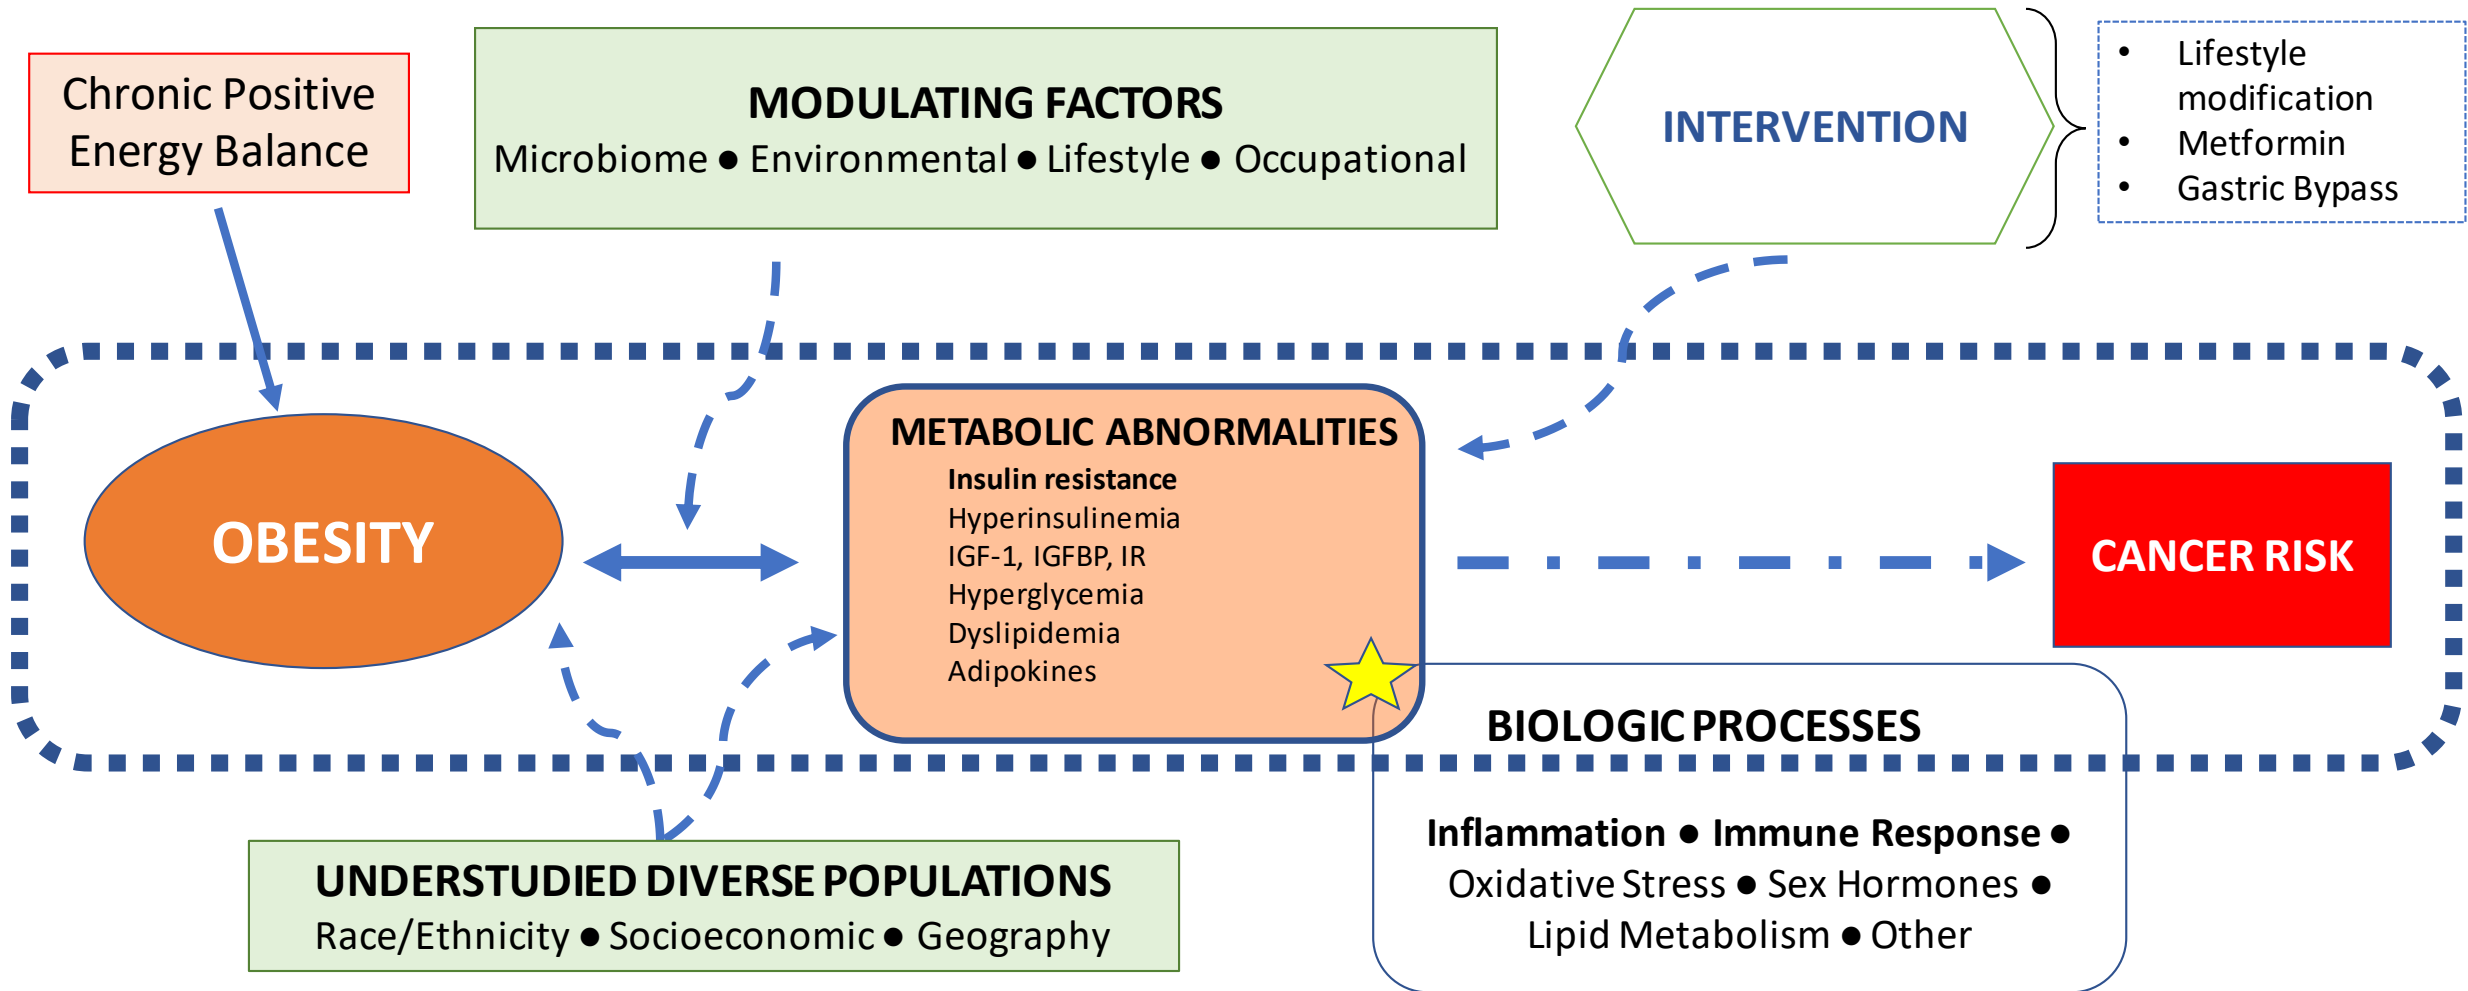 Chronic Positive
Energy Balance
MODULATING FACTORS
Microbiome ● Environmental ● Lifestyle ● Occupational
INTERVENTION
• Lifestyle
modification
• Metformin
• Gastric Bypass
OBESITY
METABOLIC ABNORMALITIES
Insulin resistance
Hyperinsulinemia
IGF-1, IGFBP, IR
Hyperglycemia
Dyslipidemia
Adipokines
CANCER RISK
BIOLOGIC PROCESSES
Inflammation ● Immune Response ●
Oxidative Stress ● Sex Hormones ●
Lipid Metabolism ● Other
UNDERSTUDIED DIVERSE POPULATIONS
Race/Ethnicity ● Socioeconomic ● Geography